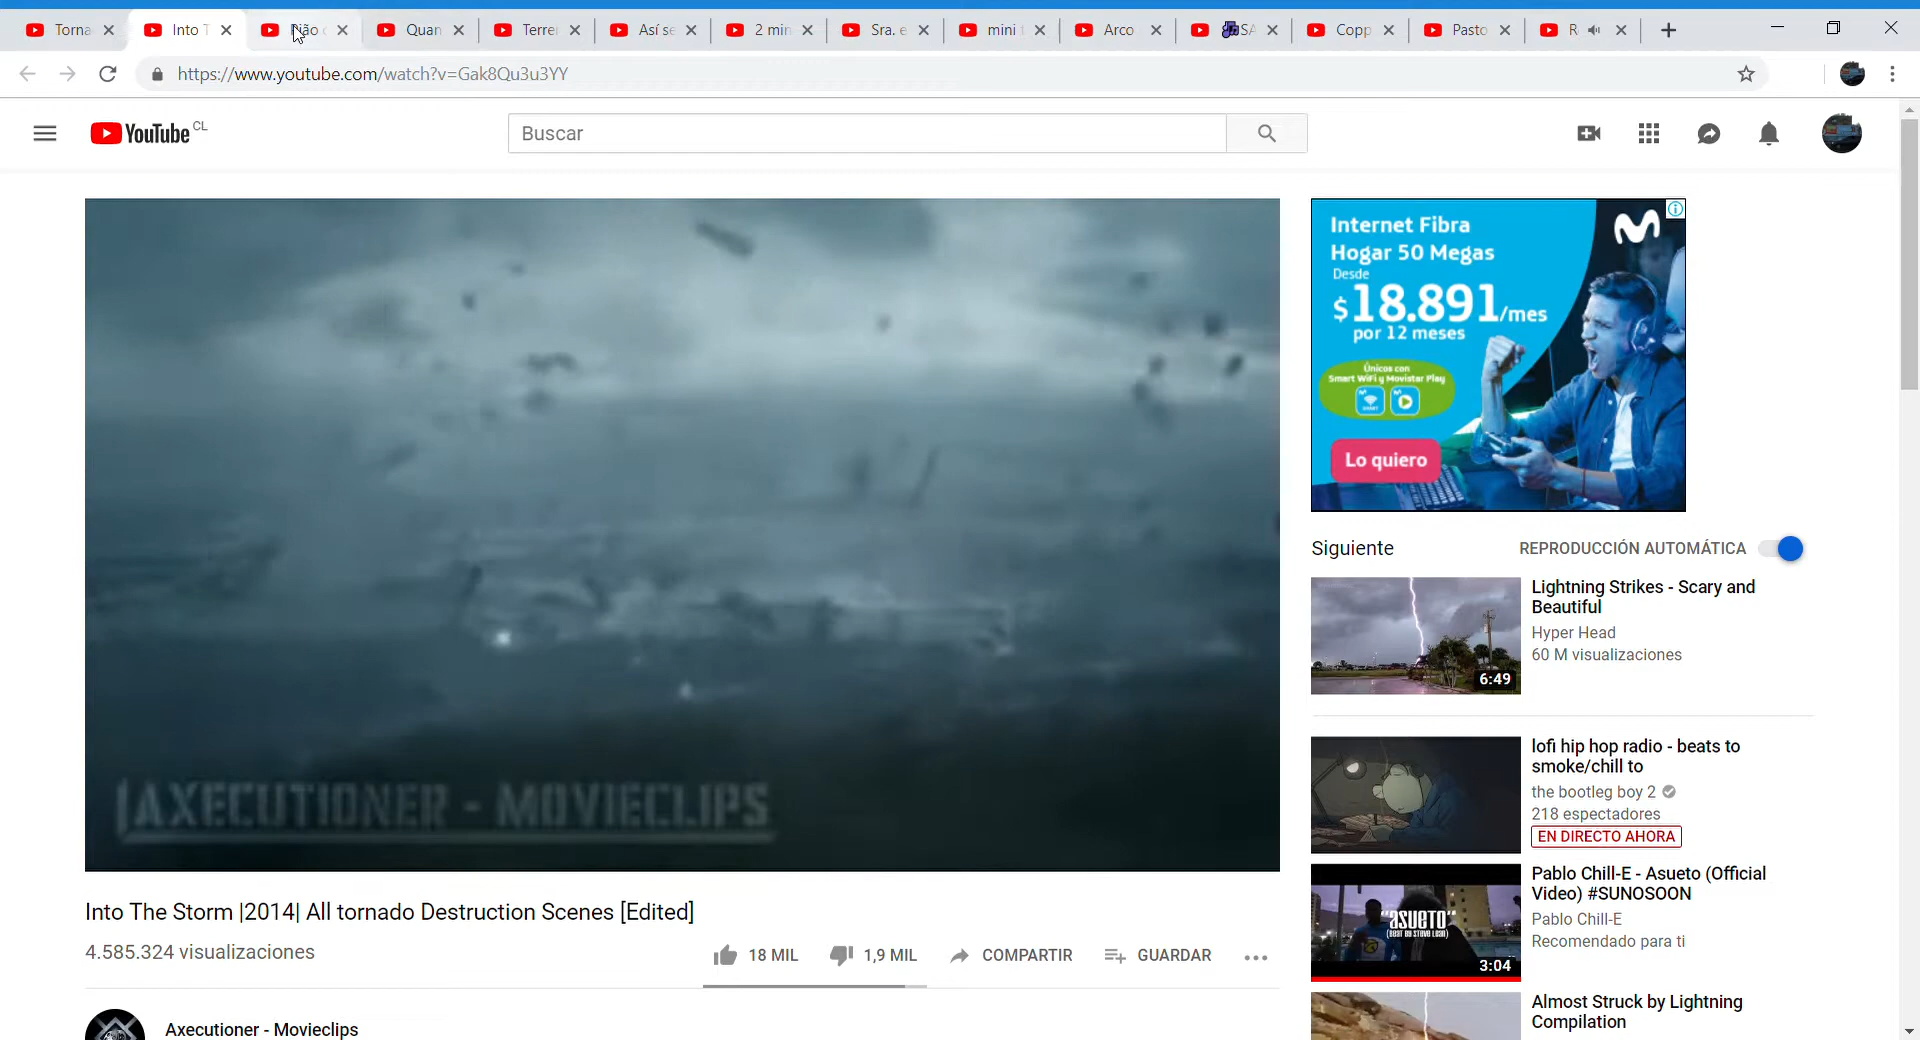 Torna
Into T
Pião
Quan
Terre
Así se
2 min
Sra. e
mini
Arco
SA
Copp
Pasto
R
https://www.youtube.com/watch?v=Gak8Qu3u3YY
YouTube CL
Buscar
Internet Fibra
Hogar 50 Megas
Desde
$18.891/mes
por 12 meses
Únicos con
Smart WiFi y Movistar Play
Lo quiero
AXECUTIONER - MOVIECLIPS
Siguiente
REPRODUCCIÓN AUTOMÁTICA
Lightning Strikes - Scary and
Beautiful
Hyper Head
60 M visualizaciones
6:49
lofi hip hop radio - beats to
smoke/chill to
the bootleg boy 2
218 espectadores
EN DIRECTO AHORA
Pablo Chill-E - Asueto (Official
Video) #SUNOSOON
Pablo Chill-E
Recomendado para ti
"ASUETO"
3:04
Almost Struck by Lightning
Compilation
Into The Storm |2014| All tornado Destruction Scenes [Edited]
4.585.324 visualizaciones
18 MIL
1,9 MIL
COMPARTIR
GUARDAR
Axecutioner - Movieclips